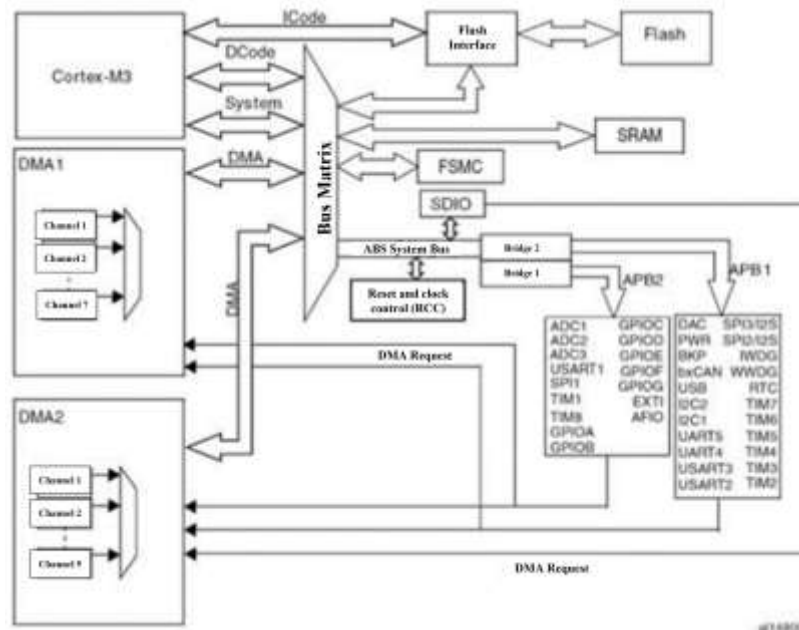 ICode
Flash
Interface
Flash
Cortex-M3
DCode
System
SRAM
DMA1
DMA
Bus Matrix
FSMC
Channel 1
Channel 2
Channel 7
SDIO
ABS System Bus
Bridge 2
Bridge 1
APB2
APB1
Reset and clock
control (RCC)
DMA
ADC1 GPIOC
ADC2 GPIOD
ADC3 GPIOE
USART1 GPIOF
SPI1 GPIOG
TIM1 EXTI
TIM8 AFIO
GPIOA
GPIOB
DAC SPI3/I2S
PWR SPI2/I2S
BKP IWDG
bxCAN WWDG
USB RTC
I2C2 TIM7
I2C1 TIM6
UART5 TIM5
UART4 TIM4
USART3 TIM3
USART2 TIM2
DMA Request
DMA2
Channel 1
Channel 2
Channel 5
DMA Request